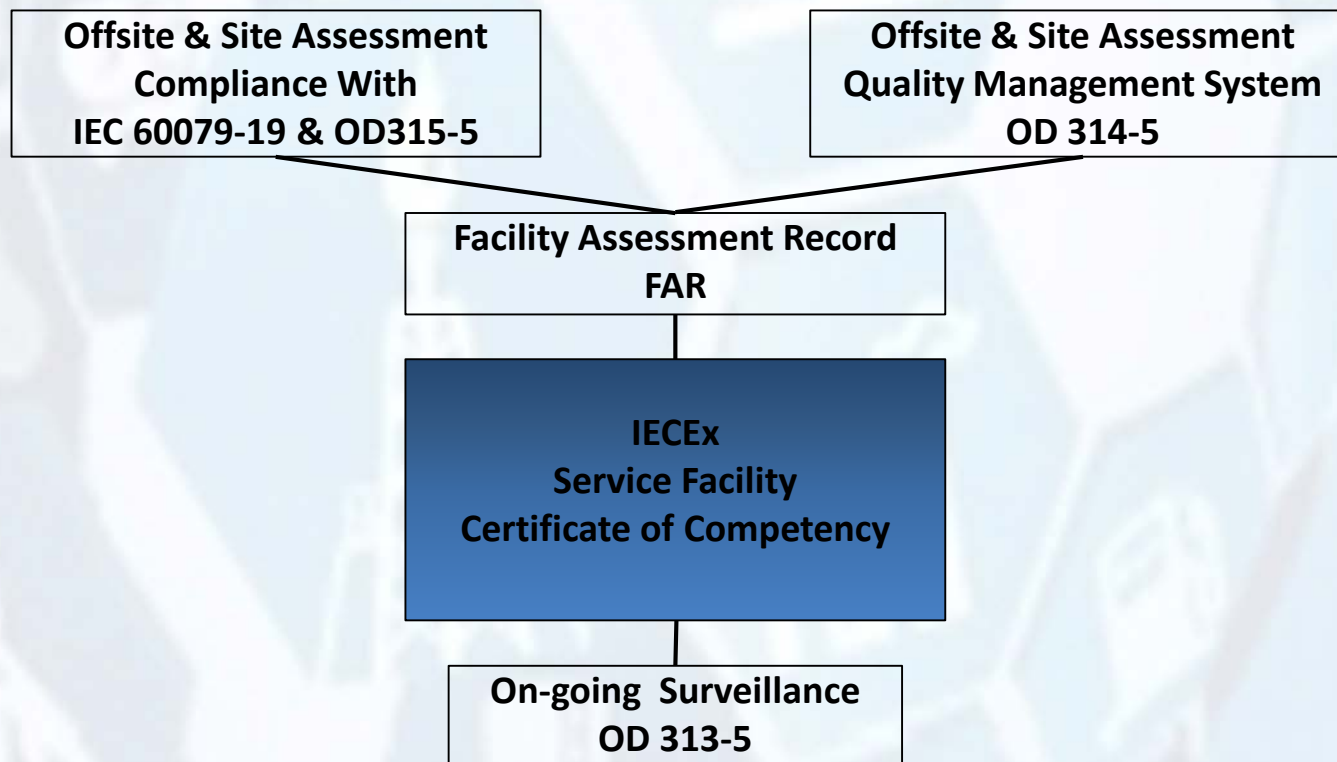 Offsite & Site Assessment
Compliance With
IEC 60079-19 & OD315-5
Offsite & Site Assessment
Quality Management System
OD 314-5
Facility Assessment Record
FAR
IECEx
Service Facility
Certificate of Competency
On-going Surveillance
OD 313-5